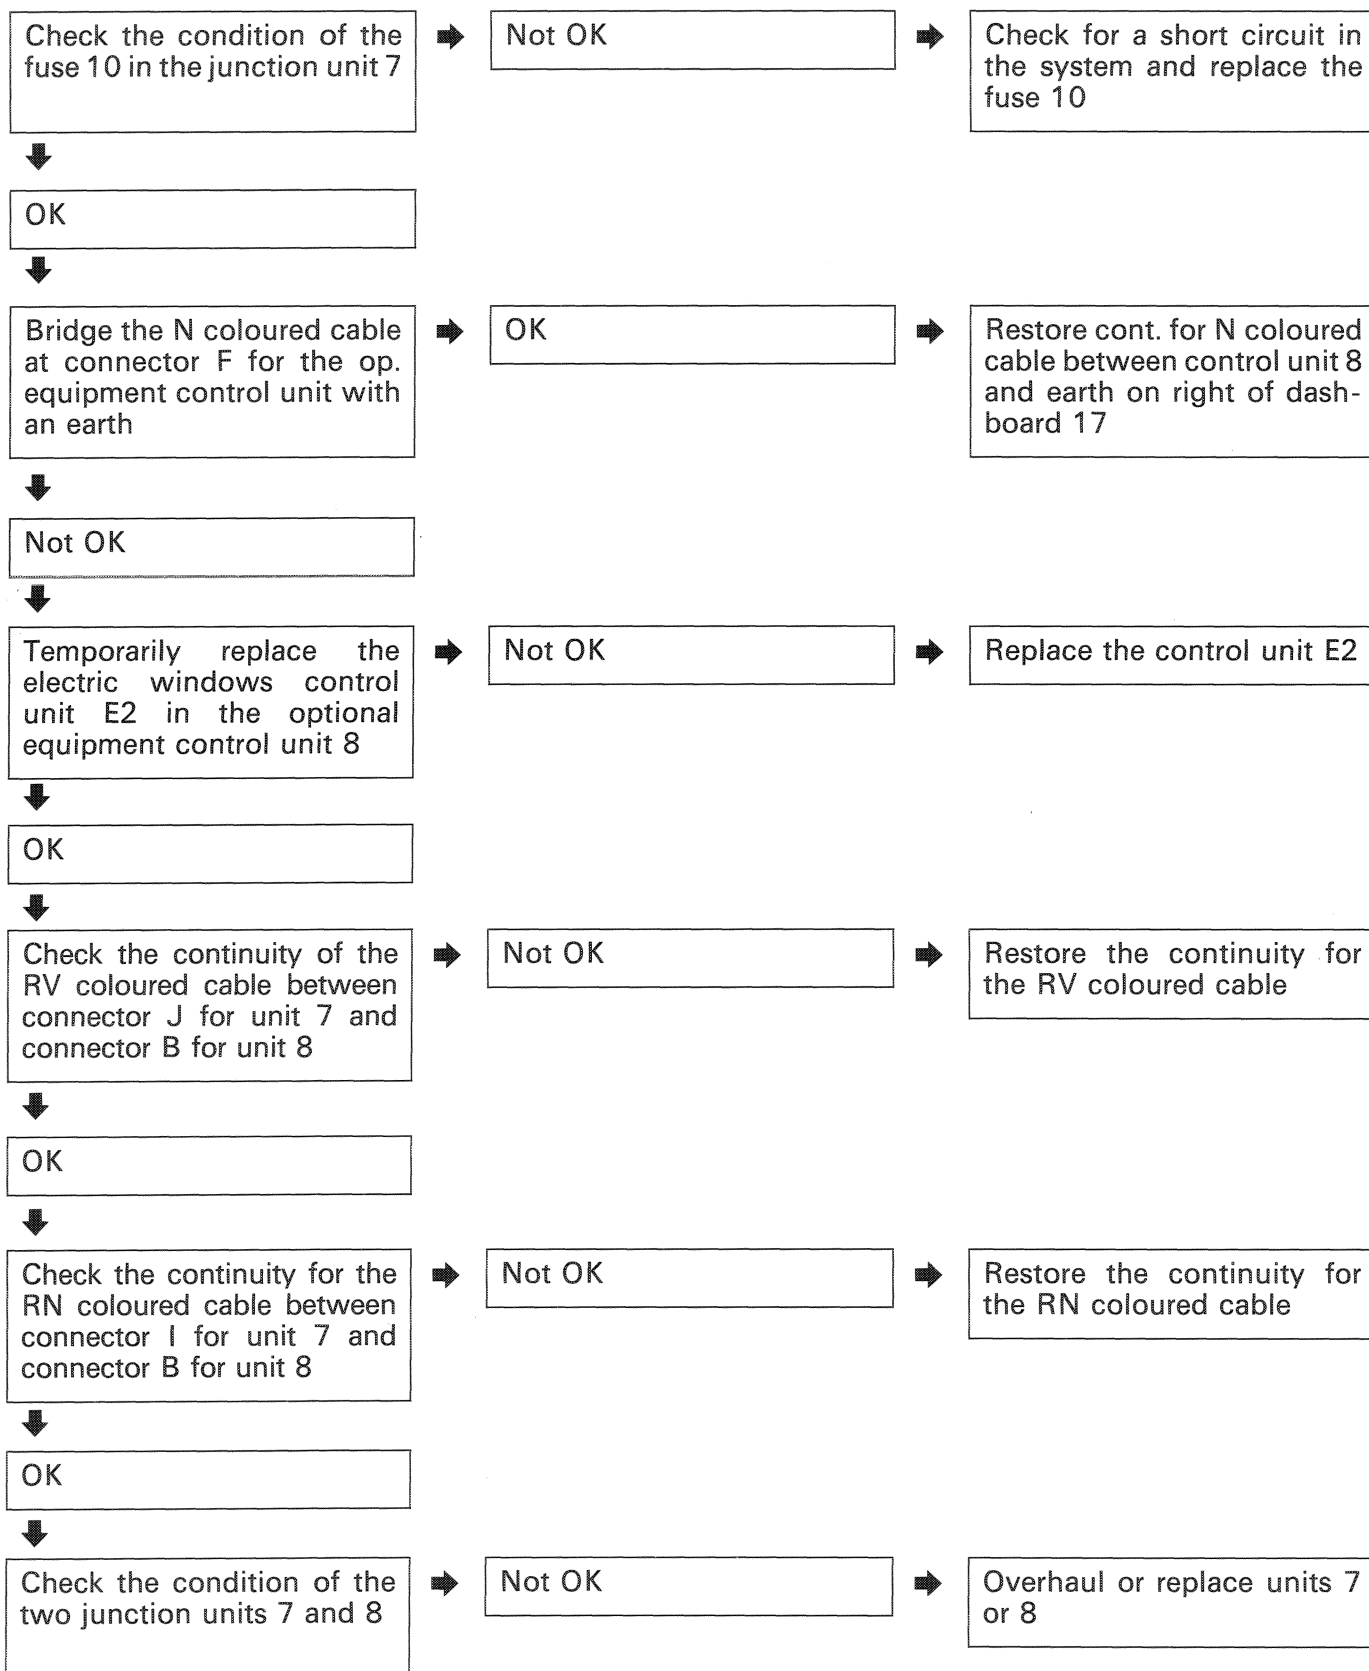 Check the condition of the
fuse 10 in the junction unit 7
Not OK
Check for a short circuit in
the system and replace the
fuse 10
OK
Bridge the N coloured cable
at connector F for the op.
equipment control unit with
an earth
OK
Restore cont. for N coloured
cable between control unit 8
and earth on right of dash-
board 17
Not OK
Temporarily replace the
electric windows control
unit E2 in the optional
equipment control unit 8
Not OK
Replace the control unit E2
OK
Check the continuity of the
RV coloured cable between
connector J for unit 7 and
connector B for unit 8
Not OK
Restore the continuity for
the RV coloured cable
OK
Check the continuity for the
RN coloured cable between
connector I for unit 7 and
connector B for unit 8
Not OK
Restore the continuity for
the RN coloured cable
OK
Check the condition of the
two junction units 7 and 8
Not OK
Overhaul or replace units 7
or 8